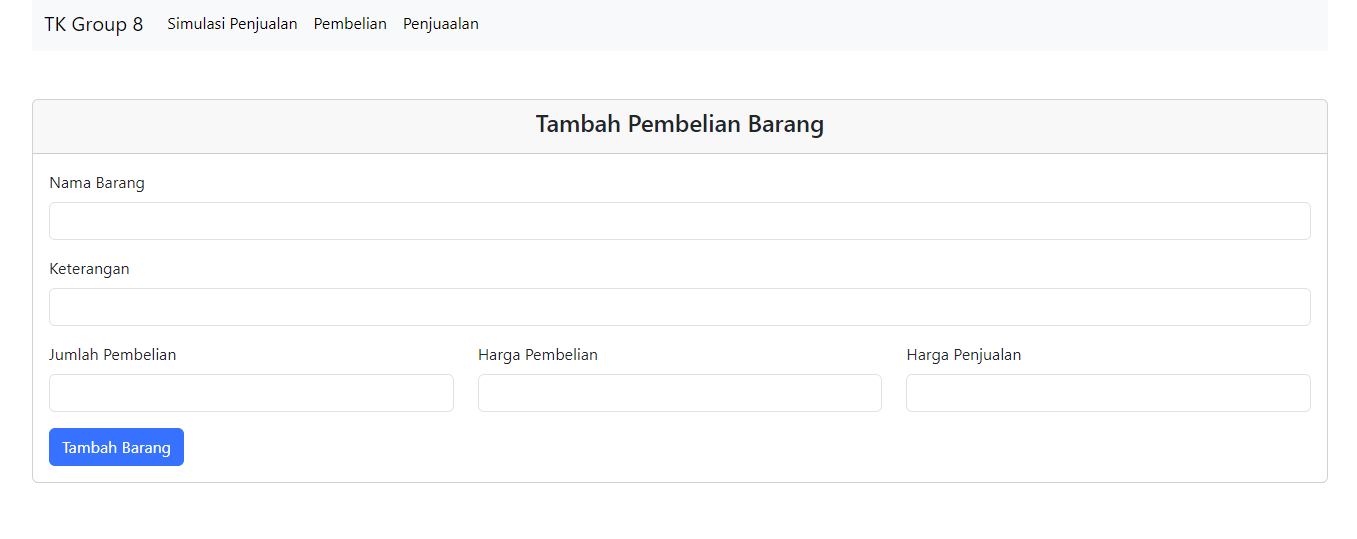 TK Group 8 Simulasi Penjualan Pembelian Penjuaalan
Tambah Pembelian Barang
Nama Barang
Keterangan
Jumlah Pembelian Harga Pembelian Harga Penjualan
Tambah Barang